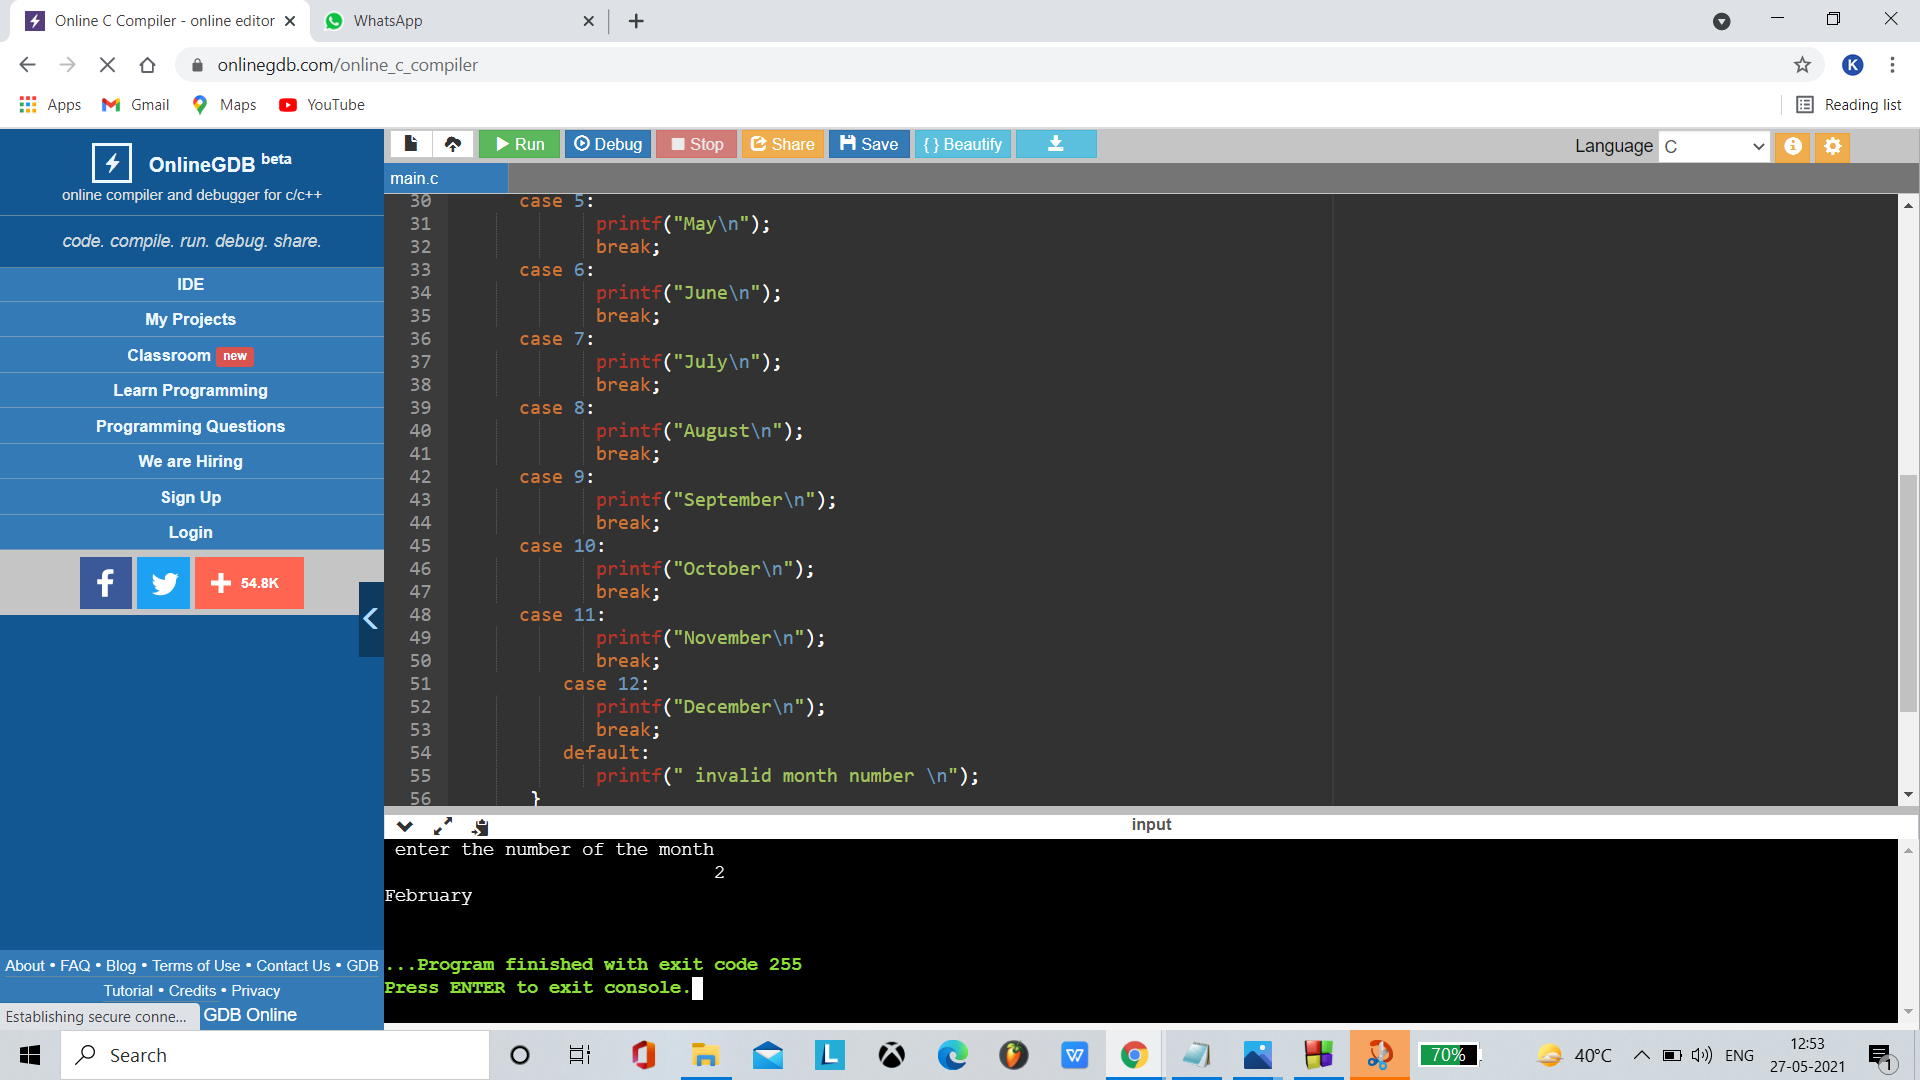 Online C Compiler - online editor
WhatsApp
onlinegdb.com/online_c_compiler
K
Apps Gmail Maps YouTube
Reading list
OnlineGDB beta
online compiler and debugger for c/c++
code. compile. run. debug. share.
IDE
My Projects
Classroom new
Learn Programming
Programming Questions
We are Hiring
Sign Up
Login
f + 54.8K
About • FAQ • Blog • Terms of Use • Contact Us • GDB
Tutorial • Credits • Privacy
Establishing secure conne...
GDB Online
Run Debug Stop Share Save { } Beautify
Language C
main.c
30 case 5:
31 printf("May\n");
32 break;
33 case 6:
34 printf("June\n");
35 break;
36 case 7:
37 printf("July\n");
38 break;
39 case 8:
40 printf("August\n");
41 break;
42 case 9:
43 printf("September\n");
44 break;
45 case 10:
46 printf("October\n");
47 break;
48 case 11:
49 printf("November\n");
50 break;
51 case 12:
52 printf("December\n");
53 break;
54 default:
55 printf(" invalid month number \n");
56 }
input
enter the number of the month
2
February
...Program finished with exit code 255
Press ENTER to exit console.
Search
L
W
70%
40°C
ENG
12:53
27-05-2021
1